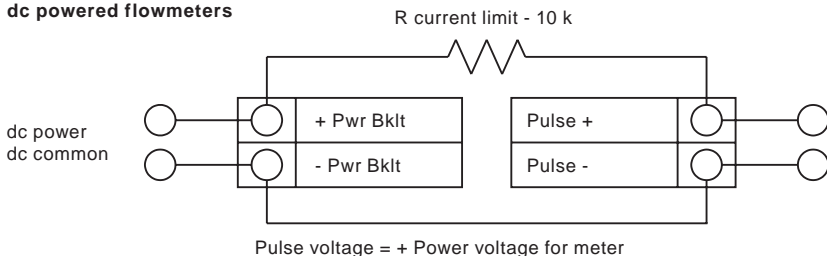 dc powered flowmeters
R current limit - 10 k
+ Pwr Bklt
Pulse +
dc power
dc common
- Pwr Bklt
Pulse -
Pulse voltage = + Power voltage for meter